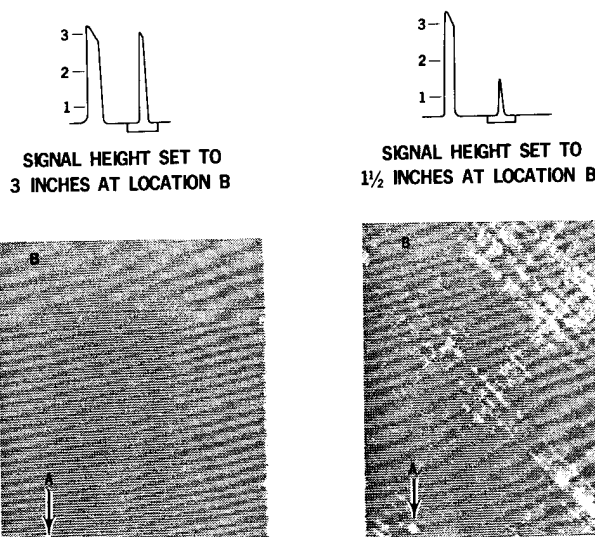 3
2
1
SIGNAL HEIGHT SET TO
3 INCHES AT LOCATION B
3
2
1
SIGNAL HEIGHT SET TO
1½ INCHES AT LOCATION B
B
A
B
A